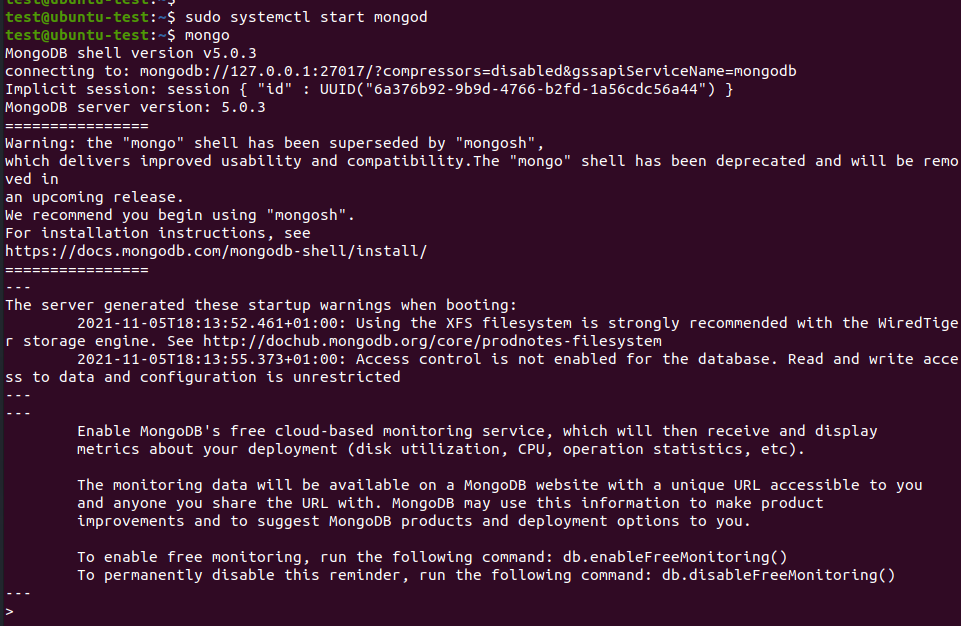 test@ubuntu-test:~$
test@ubuntu-test:~$ sudo systemctl start mongod
test@ubuntu-test:~$ mongo
MongoDB shell version v5.0.3
connecting to: mongodb://127.0.0.1:27017/?compressors=disabled&gssapiServiceName=mongodb
Implicit session: session { "id" : UUID("6a376b92-9b9d-4766-b2fd-1a56cdc56a44") }
MongoDB server version: 5.0.3
================
Warning: the "mongo" shell has been superseded by "mongosh",
which delivers improved usability and compatibility.The "mongo" shell has been deprecated and will be remo
ved in
an upcoming release.
We recommend you begin using "mongosh".
For installation instructions, see
https://docs.mongodb.com/mongodb-shell/install/
================
---
The server generated these startup warnings when booting:
        2021-11-05T18:13:52.461+01:00: Using the XFS filesystem is strongly recommended with the WiredTige
r storage engine. See http://dochub.mongodb.org/core/prodnotes-filesystem
        2021-11-05T18:13:55.373+01:00: Access control is not enabled for the database. Read and write acce
ss to data and configuration is unrestricted
---
---
        Enable MongoDB's free cloud-based monitoring service, which will then receive and display
        metrics about your deployment (disk utilization, CPU, operation statistics, etc).

        The monitoring data will be available on a MongoDB website with a unique URL accessible to you
        and anyone you share the URL with. MongoDB may use this information to make product
        improvements and to suggest MongoDB products and deployment options to you.

        To enable free monitoring, run the following command: db.enableFreeMonitoring()
        To permanently disable this reminder, run the following command: db.disableFreeMonitoring()
---
>